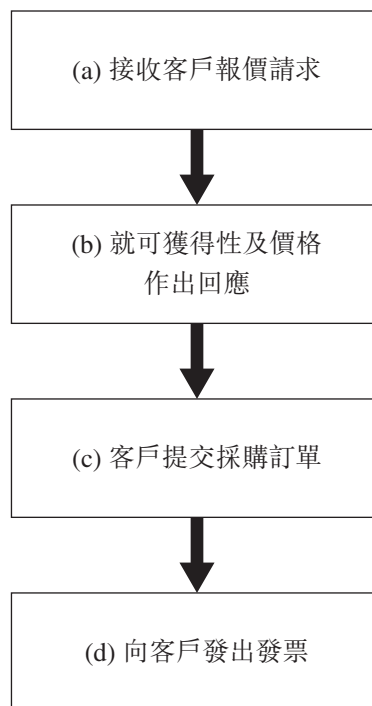 (a) 接收客戶報價請求
(b) 就可獲得性及價格
作出回應
(c) 客戶提交採購訂單
(d) 向客戶發出發票